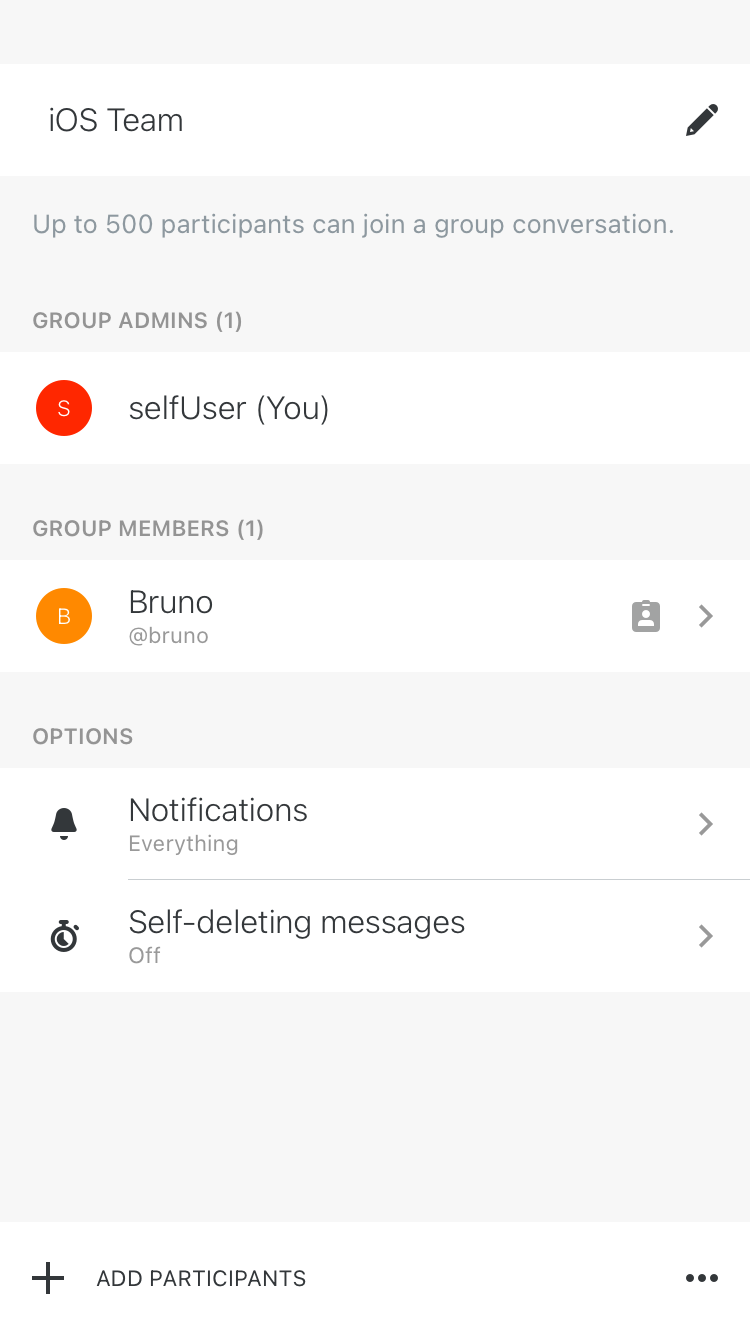 iOS Team
Up to 500 participants can join a group conversation.
GROUP ADMINS (1)
S
selfUser (You)
GROUP MEMBERS (1)
B
Bruno
@bruno
OPTIONS
Notifications
Everything
Self-deleting messages
Off
ADD PARTICIPANTS